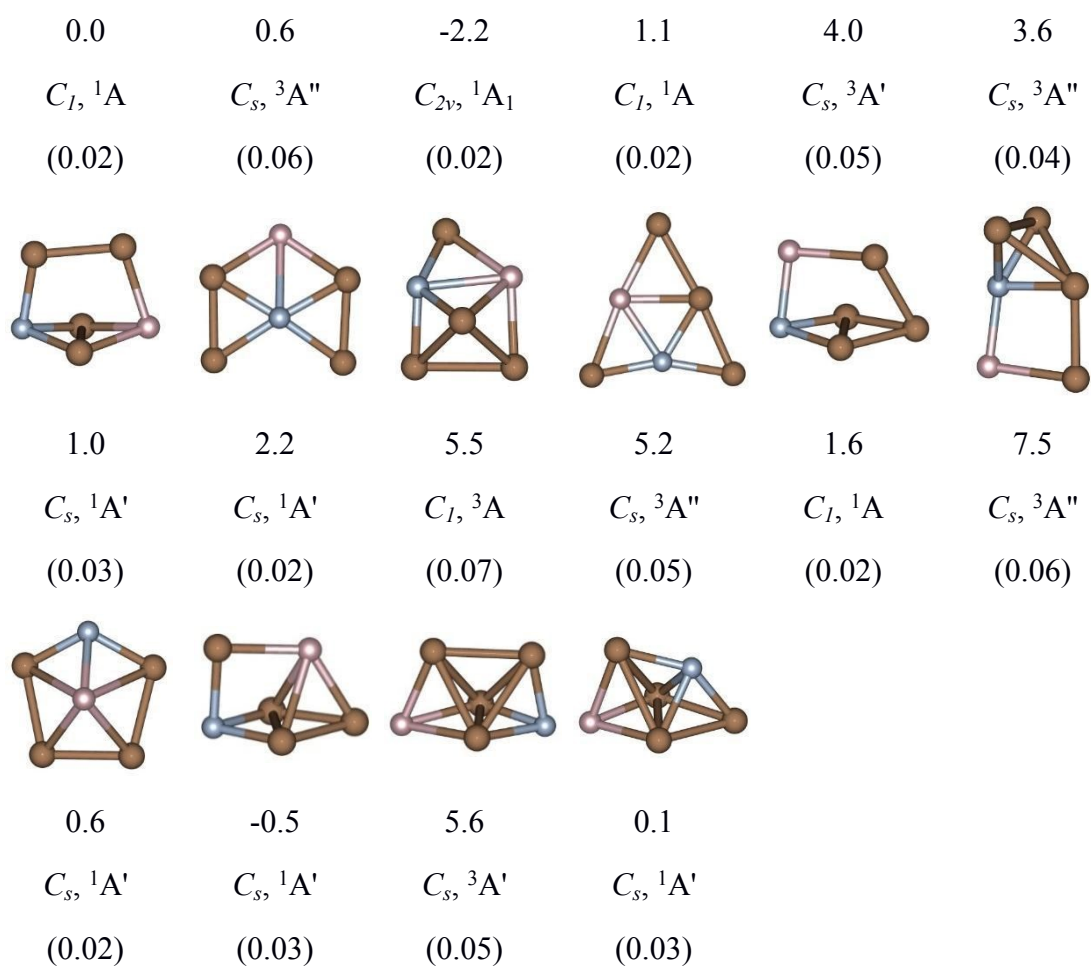 0.0 0.6 -2.2 1.1 4.0 3.6
C1, ¹A Cs, ³A" C2v, ¹A₁ C1, ¹A Cs, ³A' Cs, ³A"
(0.02) (0.06) (0.02) (0.02) (0.05) (0.04)
1.0 2.2 5.5 5.2 1.6 7.5
Cs, ¹A' Cs, ¹A' C1, ³A Cs, ³A" C1, ¹A Cs, ³A"
(0.03) (0.02) (0.07) (0.05) (0.02) (0.06)
0.6 -0.5 5.6 0.1
Cs, ¹A' Cs, ¹A' Cs, ³A' Cs, ¹A'
(0.02) (0.03) (0.05) (0.03)